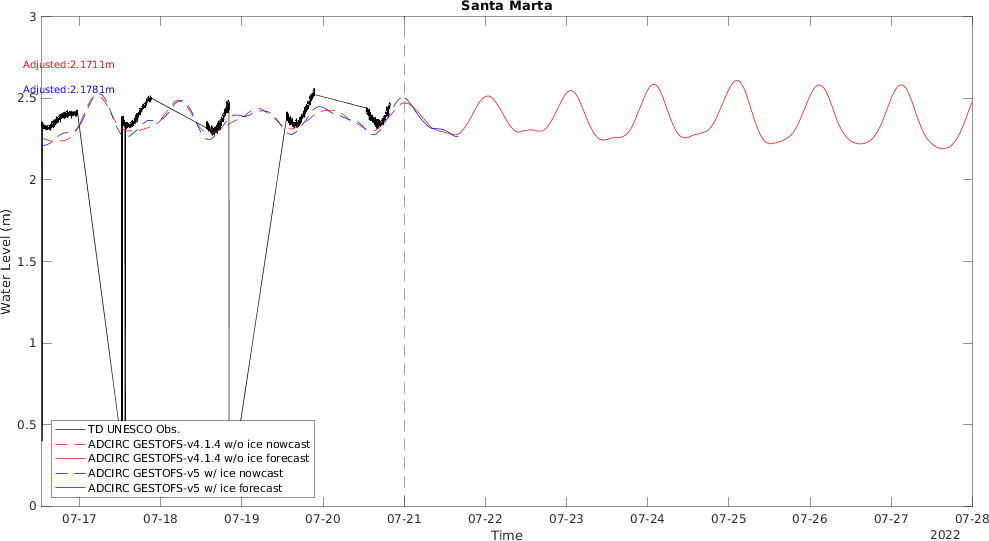 Santa Marta
3
Adjusted:2.1711m
Adjusted:2.1781m
2.5
2
1.5
1
0.5
0
Water Level (m)
TD UNESCO Obs.
ADCIRC GESTOFS-v4.1.4 w/o ice nowcast
ADCIRC GESTOFS-v4.1.4 w/o ice forecast
ADCIRC GESTOFS-v5 w/ ice nowcast
ADCIRC GESTOFS-v5 w/ ice forecast
07-17 07-18 07-19 07-20 07-21 07-22 07-23 07-24 07-25 07-26 07-27 07-28
Time
2022